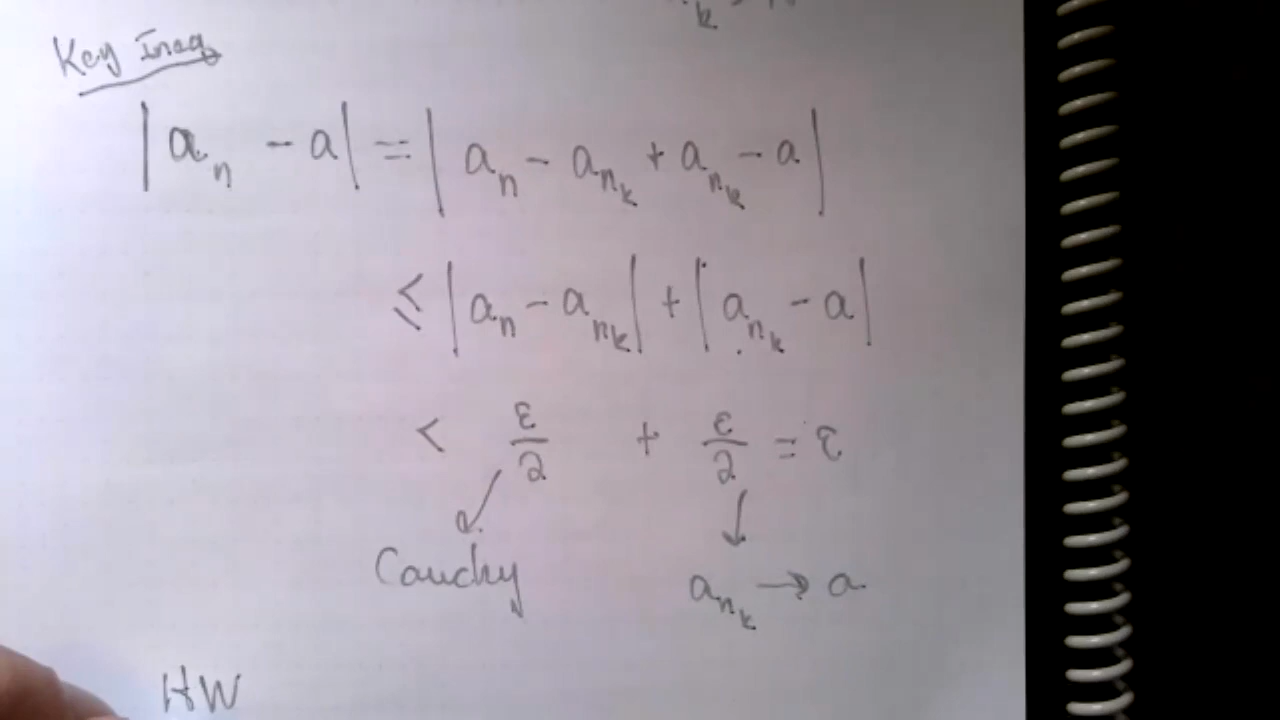 Key Ineq
|a_n - a| = |a_n - a_{n_k} + a_{n_k} - a|
≤ |a_n - a_{n_k}| + |a_{n_k} - a|
< ε/2 + ε/2 = ε
Cauchy a_{n_k} → a
HW